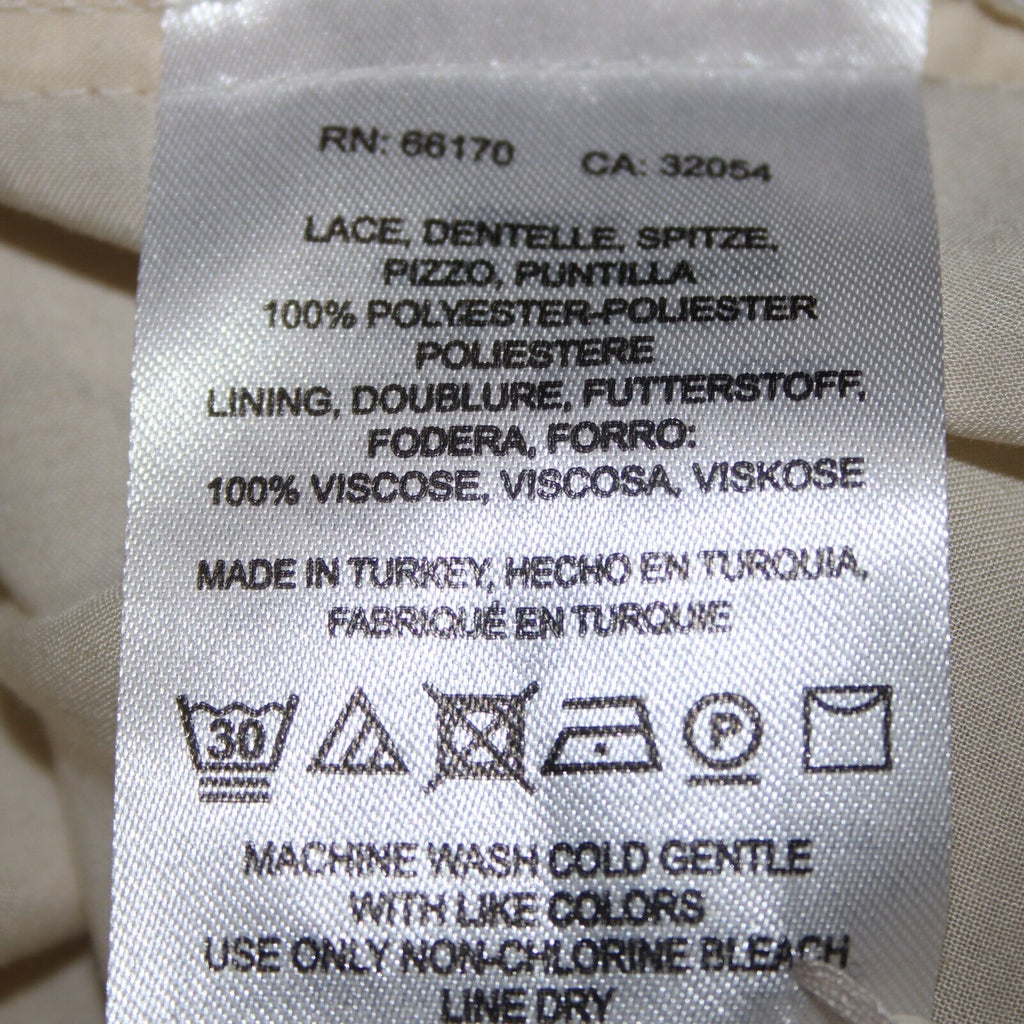 RN: 66170 CA: 32054
LACE, DENTELLE, SPITZE,
PIZZO, PUNTILLA
100% POLYESTER-POLIESTER
POLIESTERE
LINING, DOUBLURE, FUTTERSTOFF,
FODERA, FORRO:
100% VISCOSE, VISCOSA, VISKOSE
MADE IN TURKEY, HECHO EN TURQUIA,
FABRIQUÉ EN TURQUIE
30 P
MACHINE WASH COLD GENTLE
WITH LIKE COLORS
USE ONLY NON-CHLORINE BLEACH
LINE DRY